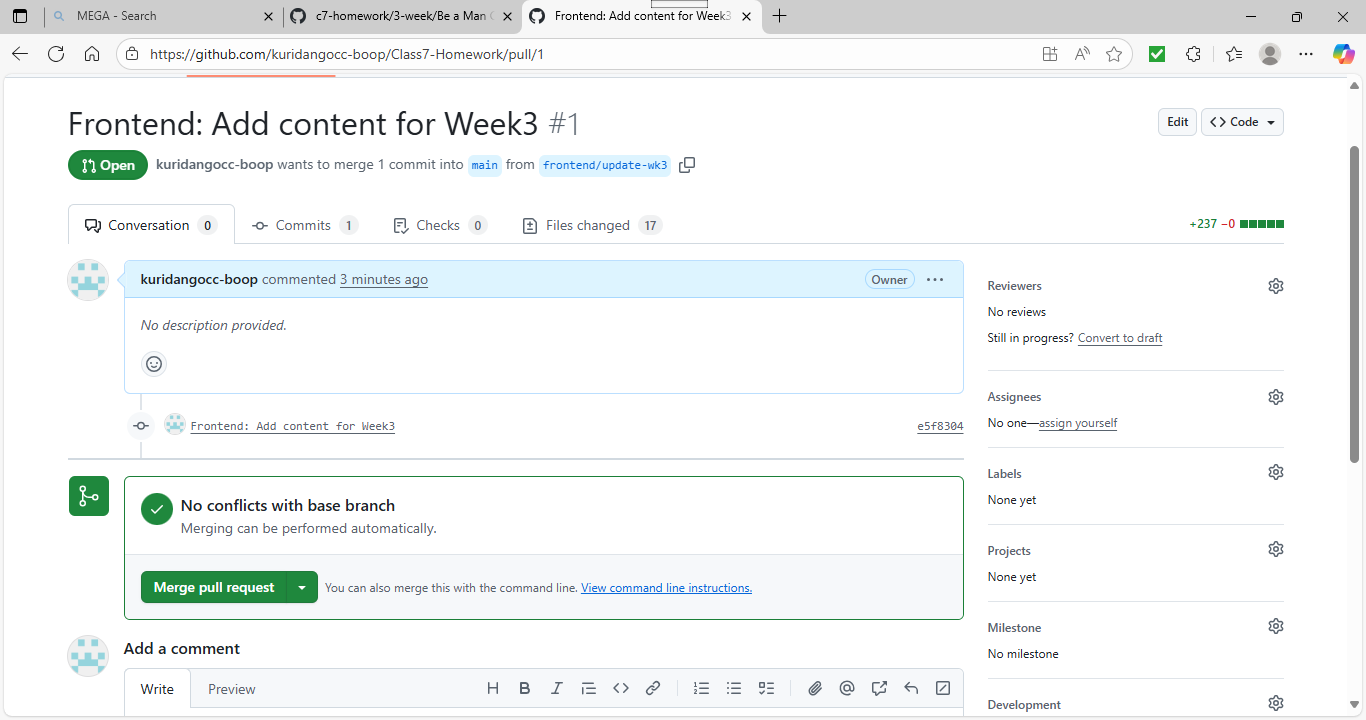 MEGA - Search
c7-homework/3-week/Be a Man
Frontend: Add content for Week3
https://github.com/kuridangocc-boop/Class7-Homework/pull/1
Frontend: Add content for Week3 #1
Edit
Code
Open
kuridangocc-boop wants to merge 1 commit into main from frontend/update-wk3
Conversation 0
Commits 1
Checks 0
Files changed 17
+237 −0
kuridangocc-boop commented 3 minutes ago
Owner
No description provided.
Frontend: Add content for Week3
e5f8304
No conflicts with base branch
Merging can be performed automatically.
Merge pull request
You can also merge this with the command line. View command line instructions.
Add a comment
Write
Preview
Reviewers
No reviews
Still in progress? Convert to draft
Assignees
No one—assign yourself
Labels
None yet
Projects
None yet
Milestone
No milestone
Development